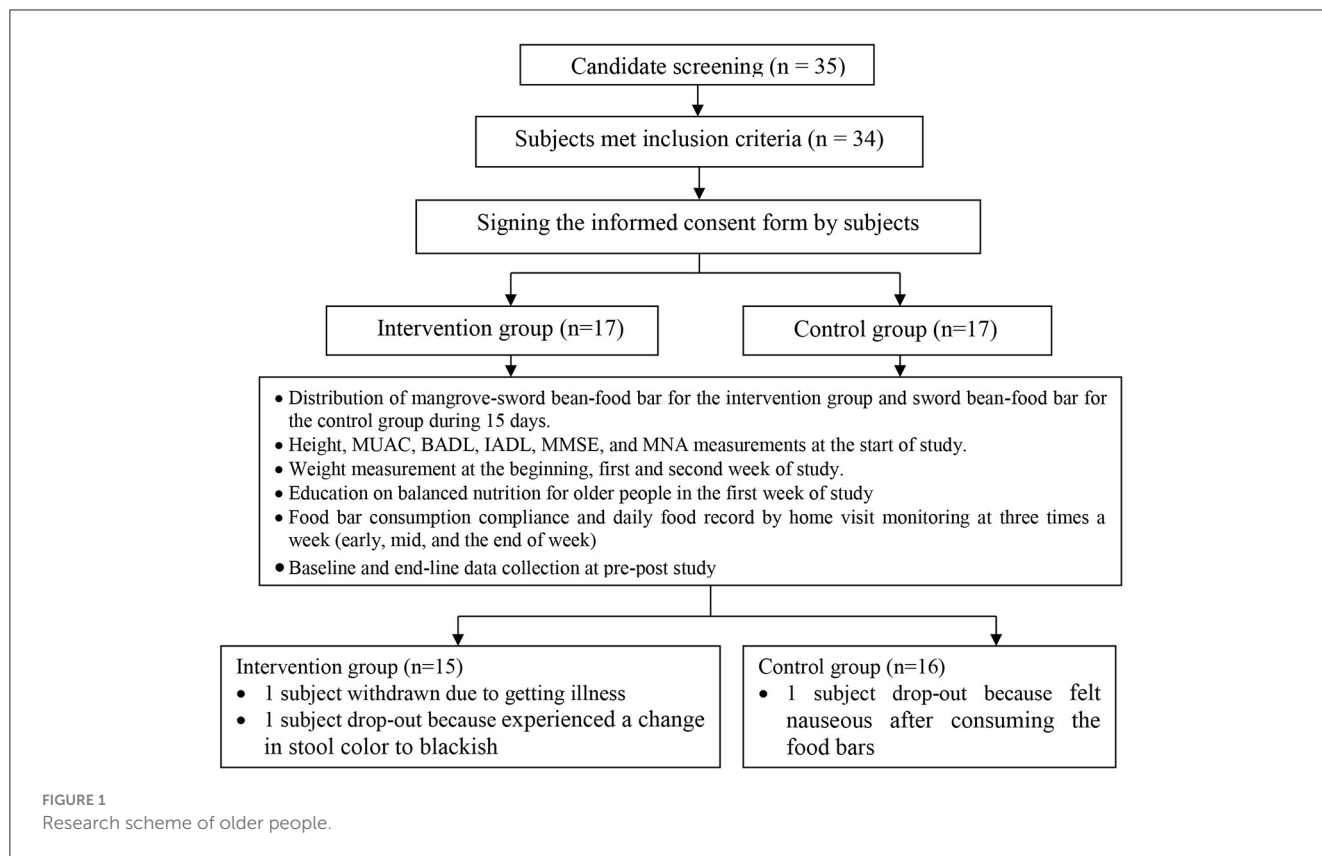 Candidate screening (n = 35)
Subjects met inclusion criteria (n = 34)
Signing the informed consent form by subjects
Intervention group (n=17)
Control group (n=17)
• Distribution of mangrove-sword bean-food bar for the intervention group and sword bean-food bar for
the control group during 15 days.
• Height, MUAC, BADL, IADL, MMSE, and MNA measurements at the start of study.
• Weight measurement at the beginning, first and second week of study.
• Education on balanced nutrition for older people in the first week of study
• Food bar consumption compliance and daily food record by home visit monitoring at three times a
week (early, mid, and the end of week)
• Baseline and end-line data collection at pre-post study
Intervention group (n=15)
• 1 subject withdrawn due to getting illness
• 1 subject drop-out because experienced a change
in stool color to blackish
Control group (n=16)
• 1 subject drop-out because felt
nauseous after consuming the
food bars
FIGURE 1
Research scheme of older people.